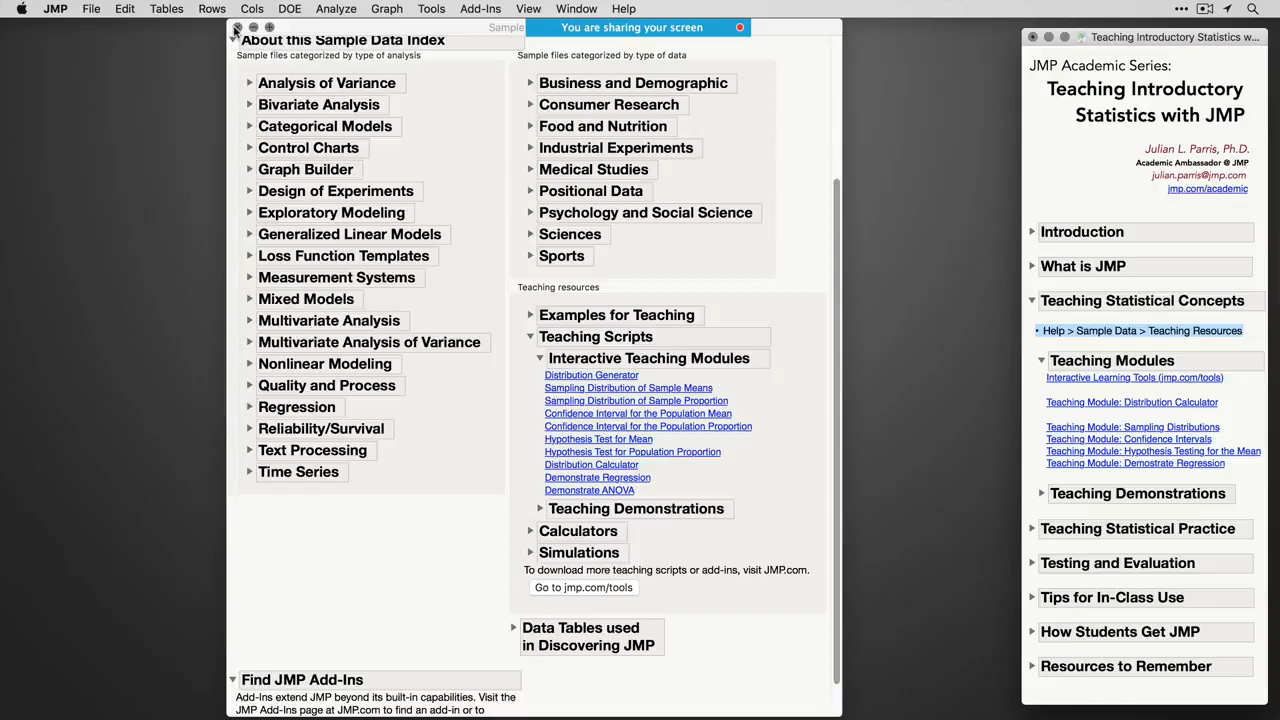 JMP File Edit Tables Rows Cols DOE Analyze Graph Tools Add-Ins View Window Help
Sample
You are sharing your screen
About this Sample Data Index
Sample files categorized by type of analysis
Analysis of Variance
Bivariate Analysis
Categorical Models
Control Charts
Graph Builder
Design of Experiments
Exploratory Modeling
Generalized Linear Models
Loss Function Templates
Measurement Systems
Mixed Models
Multivariate Analysis
Multivariate Analysis of Variance
Nonlinear Modeling
Quality and Process
Regression
Reliability/Survival
Text Processing
Time Series
Sample files categorized by type of data
Business and Demographic
Consumer Research
Food and Nutrition
Industrial Experiments
Medical Studies
Positional Data
Psychology and Social Science
Sciences
Sports
Teaching resources
Examples for Teaching
Teaching Scripts
Interactive Teaching Modules
Distribution Generator
Sampling Distribution of Sample Means
Sampling Distribution of Sample Proportion
Confidence Interval for the Population Mean
Confidence Interval for the Population Proportion
Hypothesis Test for Mean
Hypothesis Test for Population Proportion
Distribution Calculator
Demonstrate Regression
Demonstrate ANOVA
Teaching Demonstrations
Calculators
Simulations
To download more teaching scripts or add-ins, visit JMP.com.
Go to jmp.com/tools
Data Tables used
in Discovering JMP
Find JMP Add-Ins
Add-Ins extend JMP beyond its built-in capabilities. Visit the
JMP Add-Ins page at JMP.com to find an add-in or to
Teaching Introductory Statistics w...
JMP Academic Series:
Teaching Introductory
Statistics with JMP
Julian L. Parris, Ph.D.
Academic Ambassador @ JMP
julian.parris@jmp.com
jmp.com/academic
Introduction
What is JMP
Teaching Statistical Concepts
• Help > Sample Data > Teaching Resources
Teaching Modules
Interactive Learning Tools (jmp.com/tools)
Teaching Module: Distribution Calculator
Teaching Module: Sampling Distributions
Teaching Module: Confidence Intervals
Teaching Module: Hypothesis Testing for the Mean
Teaching Module: Demostrate Regression
Teaching Demonstrations
Teaching Statistical Practice
Testing and Evaluation
Tips for In-Class Use
How Students Get JMP
Resources to Remember